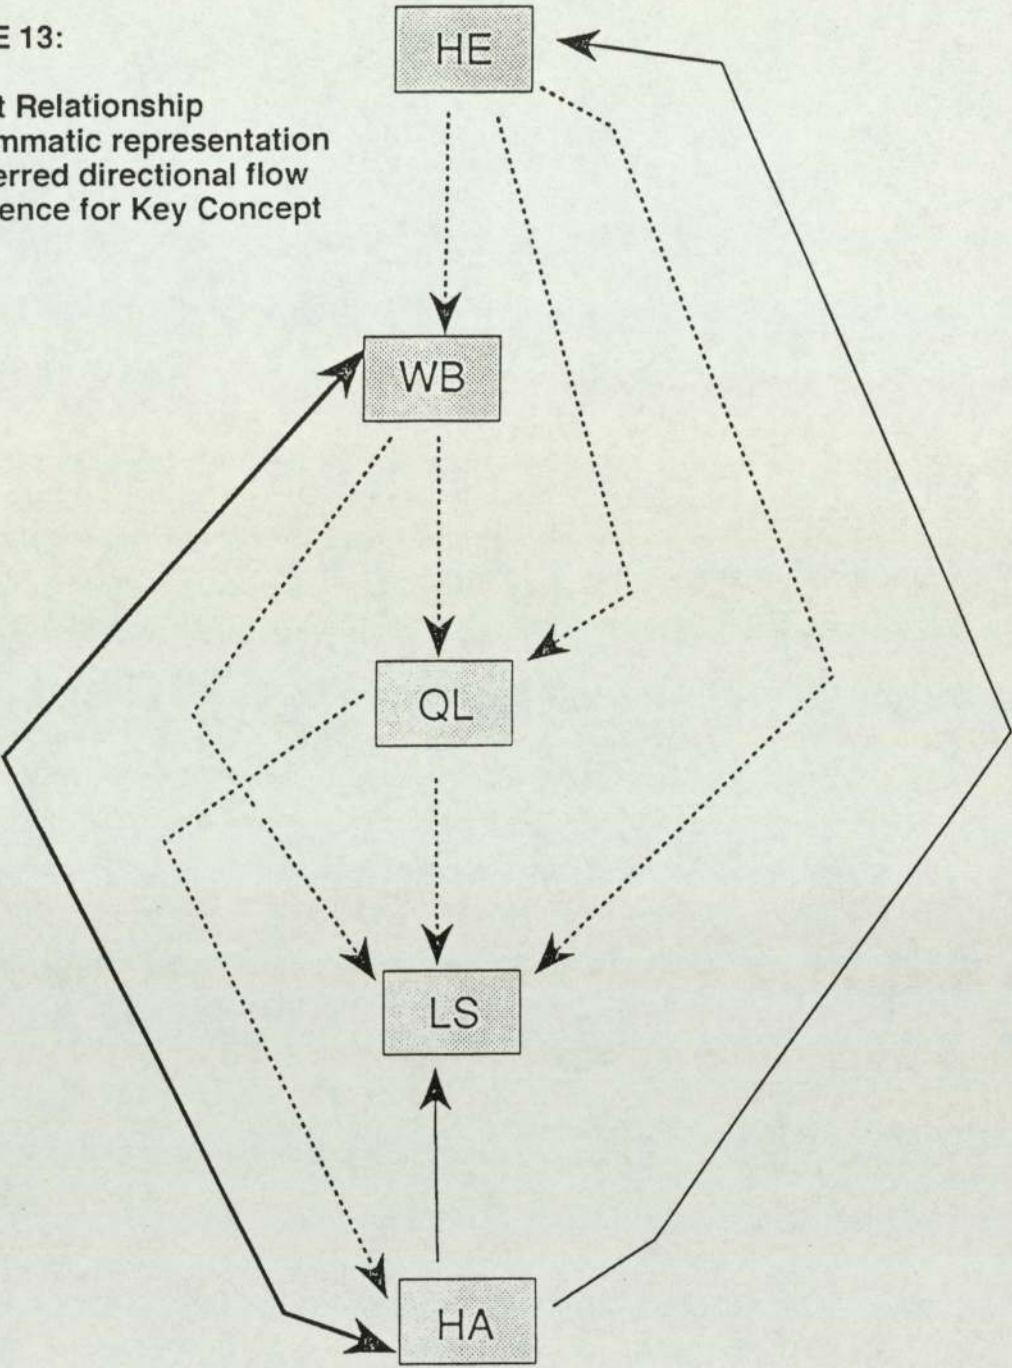 E 13:
t Relationship
mmatic representation
erred directional flow
ence for Key Concept
HE
WB
QL
LS
HA